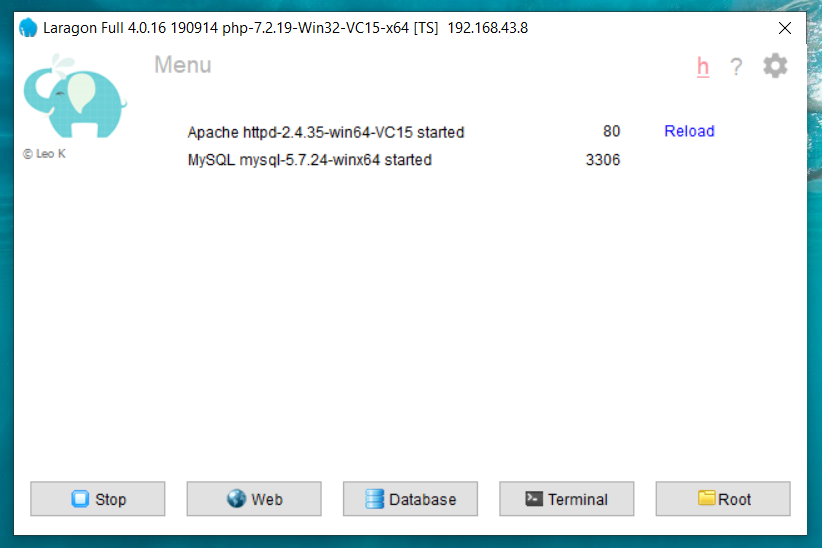 Laragon Full 4.0.16 190914 php-7.2.19-Win32-VC15-x64 [TS] 192.168.43.8
Menu
h ?
© Leo K
Apache httpd-2.4.35-win64-VC15 started 80 Reload
MySQL mysql-5.7.24-winx64 started 3306
Stop Web Database Terminal Root